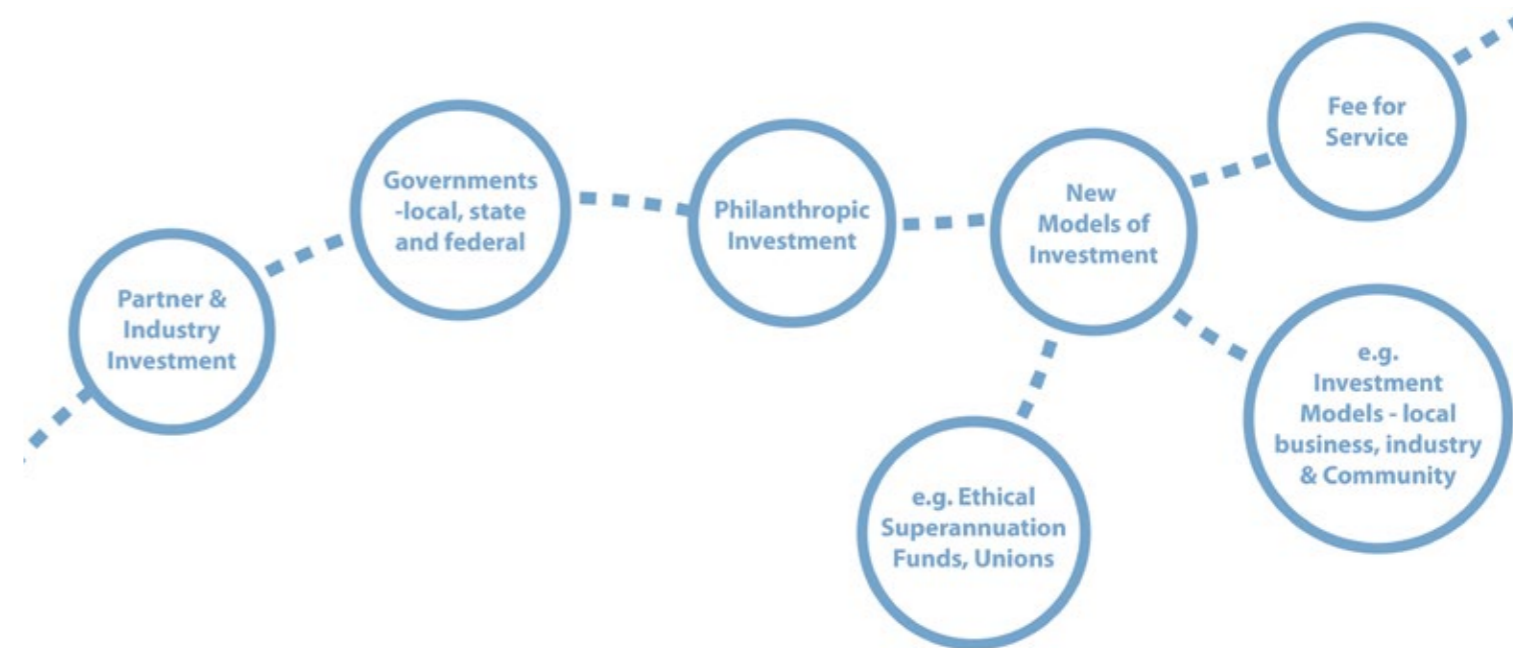 Partner &
Industry
Investment
Governments
-local, state
and federal
Philanthropic
Investment
New
Models of
Investment
Fee for
Service
e.g. Ethical
Superannuation
Funds, Unions
e.g.
Investment
Models - local
business, industry
& Community